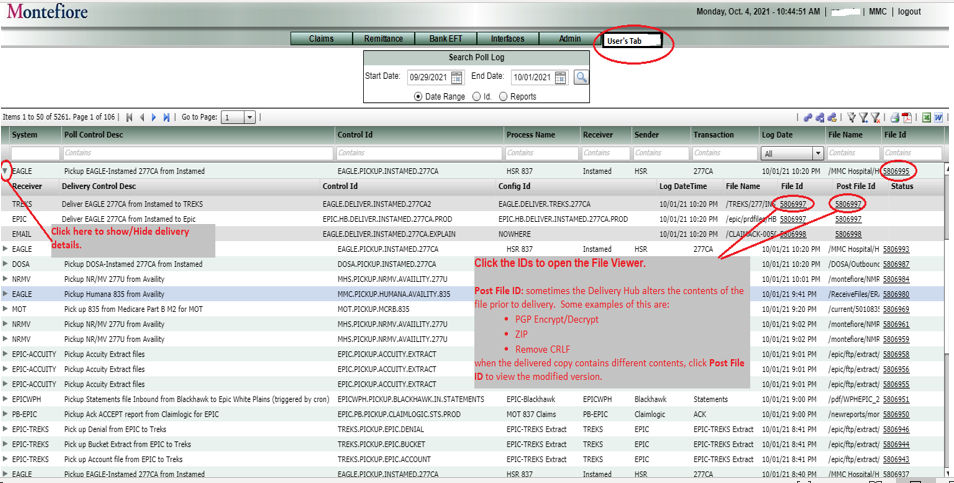 Montefiore
Monday, Oct. 4, 2021 - 10:44:51 AM | | MMC | logout
Claims Remittance Bank EFT Interfaces Admin User's Tab
Search Poll Log
Start Date: 09/29/2021 End Date: 10/01/2021
Date Range Id. Reports
Items 1 to 50 of 5261. Page 1 of 106 | Go to Page: 1
System Poll Control Desc Control Id Process Name Receiver Sender Transaction Log Date File Name File Id
Contains Contains Contains Contains Contains Contains All Contains Contains
EAGLE Pickup EAGLE-Instamed 277CA from Instamed EAGLE.PICKUP.INSTAMED.277CA HSR 837 Instamed HSR 277CA 10/01/21 10:20 PM /MMC Hospital/H 5806995
Receiver Delivery Control Desc Control Id Config Id Log DateTime File Name File Id Post File Id Status
TREKS Deliver EAGLE 277CA from Instamed to TREKS EAGLE.DELIVER.INSTAMED.277CA2 EAGLE.DELIVER.TREKS.277CA 10/01/21 10:20 PM /TREKS/277/INS 5806997 5806997
EPIC Deliver EAGLE 277CA from Instamed to Epic EPIC.HB.DELIVER.INSTAMED.277CA.PROD EPIC.HB.DELIVER.INSTAMED.277CA.PROD 10/01/21 10:20 PM /epic/prdfiles/HB 5806997 5806997
EMAIL EAGLE.DELIVER.INSTAMED.277CA.EXPLAIN NOWHERE 10/01/21 10:20 PM /CLAIMACK-005 5806998 5806998
Click here to show/Hide delivery
details.
EAGLE Pickup EAGLE-Instamed 277CA from Instamed EAGLE.PICKUP.INSTAMED.277CA HSR 837 Instamed HSR 277CA 10/01/21 10:20 PM /MMC Hospital/H 5806993
DOSA Pickup DOSA-Instamed 277CA from Instamed DOSA.PICKUP.INSTAMED.277CA 10/01/21 10:20 PM /DOSA/Outboun 5806987
NRMV Pickup NR/MV 277U from Availity MHS.PICKUP.NRMV.AVAILITY.277U 10/01/21 10:01 PM /montefiore/NMR 5806984
EAGLE Pickup Humana 835 from Availity MMC.PICKUP.HUMANA.AVAILITY.835 10/01/21 9:41 PM /ReceiveFiles/ERA 5806980
MOT Pick up 835 from Medicare Part B M2 for MOT MOT.PICKUP.MCRB.835 10/01/21 9:20 PM /current/501083 5806969
NRMV Pickup NR/MV 277U from Availity MHS.PICKUP.NRMV.AVAIILITY.277U 10/01/21 9:02 PM /montefiore/NMR 5806961
NRMV Pickup NR/MV 277U from Availity MHS.PICKUP.NRMV.AVAIILITY.277U 10/01/21 9:02 PM /montefiore/NMR 5806959
EPIC-ACCUITY Pickup Accuity Extract files EPIC.PICKUP.ACCUITY.EXTRACT 10/01/21 9:01 PM /epic/ftp/extract/ 5806958
EPIC-ACCUITY Pickup Accuity Extract files EPIC.PICKUP.ACCUITY.EXTRACT 10/01/21 9:01 PM /epic/ftp/extract/ 5806956
EPIC-ACCUITY Pickup Accuity Extract files EPIC.PICKUP.ACCUITY.EXTRACT 10/01/21 9:01 PM /epic/ftp/extract/ 5806955
Click the IDs to open the File Viewer.
Post File ID: sometimes the Delivery Hub alters the contents of the
file prior to delivery. Some examples of this are:
• PGP Encrypt/Decrypt
• ZIP
• Remove CRLF
when the delivered copy contains different contents, click Post File
ID to view the modified version.
EPICWPH Pickup Statements file Inbound from Blackhawk to Epic White Plains (triggered by cron) EPICWPH.PICKUP.BLACKHAWK.IN.STATEMENTS EPIC-Blackhawk EPICWPH Blackhawk Statements 10/01/21 9:00 PM /pdf/WPHEPIC_2 5806951
PB-EPIC Pickup Ack ACCEPT report from Claimlogic for EPIC EPIC.PB.PICKUP.CLAIMLOGIC.STS.PROD MOT 837 Claims PB-EPIC Claimlogic ACK 10/01/21 9:00 PM /newreports/mor 5806950
EPIC-TREKS Pick up Denial from EPIC to Treks TREKS.PICKUP.EPIC.DENIAL EPIC-TREKS Extract TREKS EPIC EPIC-TREKS Extract 10/01/21 8:41 PM /epic/ftp/extract/ 5806946
EPIC-TREKS Pick up Bucket Extract from EPIC to Treks TREKS.PICKUP.EPIC.BUCKET EPIC-TREKS Extract TREKS EPIC EPIC-TREKS Extract 10/01/21 8:41 PM /epic/ftp/extract/ 5806944
EPIC-TREKS Pick up Account file from EPIC to Treks TREKS.PICKUP.EPIC.ACCOUNT EPIC-TREKS Extract TREKS EPIC EPIC-TREKS Extract 10/01/21 8:40 PM /epic/ftp/extract/ 5806943
EAGLE Pickup EAGLE-Instamed 277CA from Instamed EAGLE.PICKUP.INSTAMED.277CA HSR 837 Instamed HSR 277CA 10/01/21 8:20 PM /MMC Hospital/H 5806937